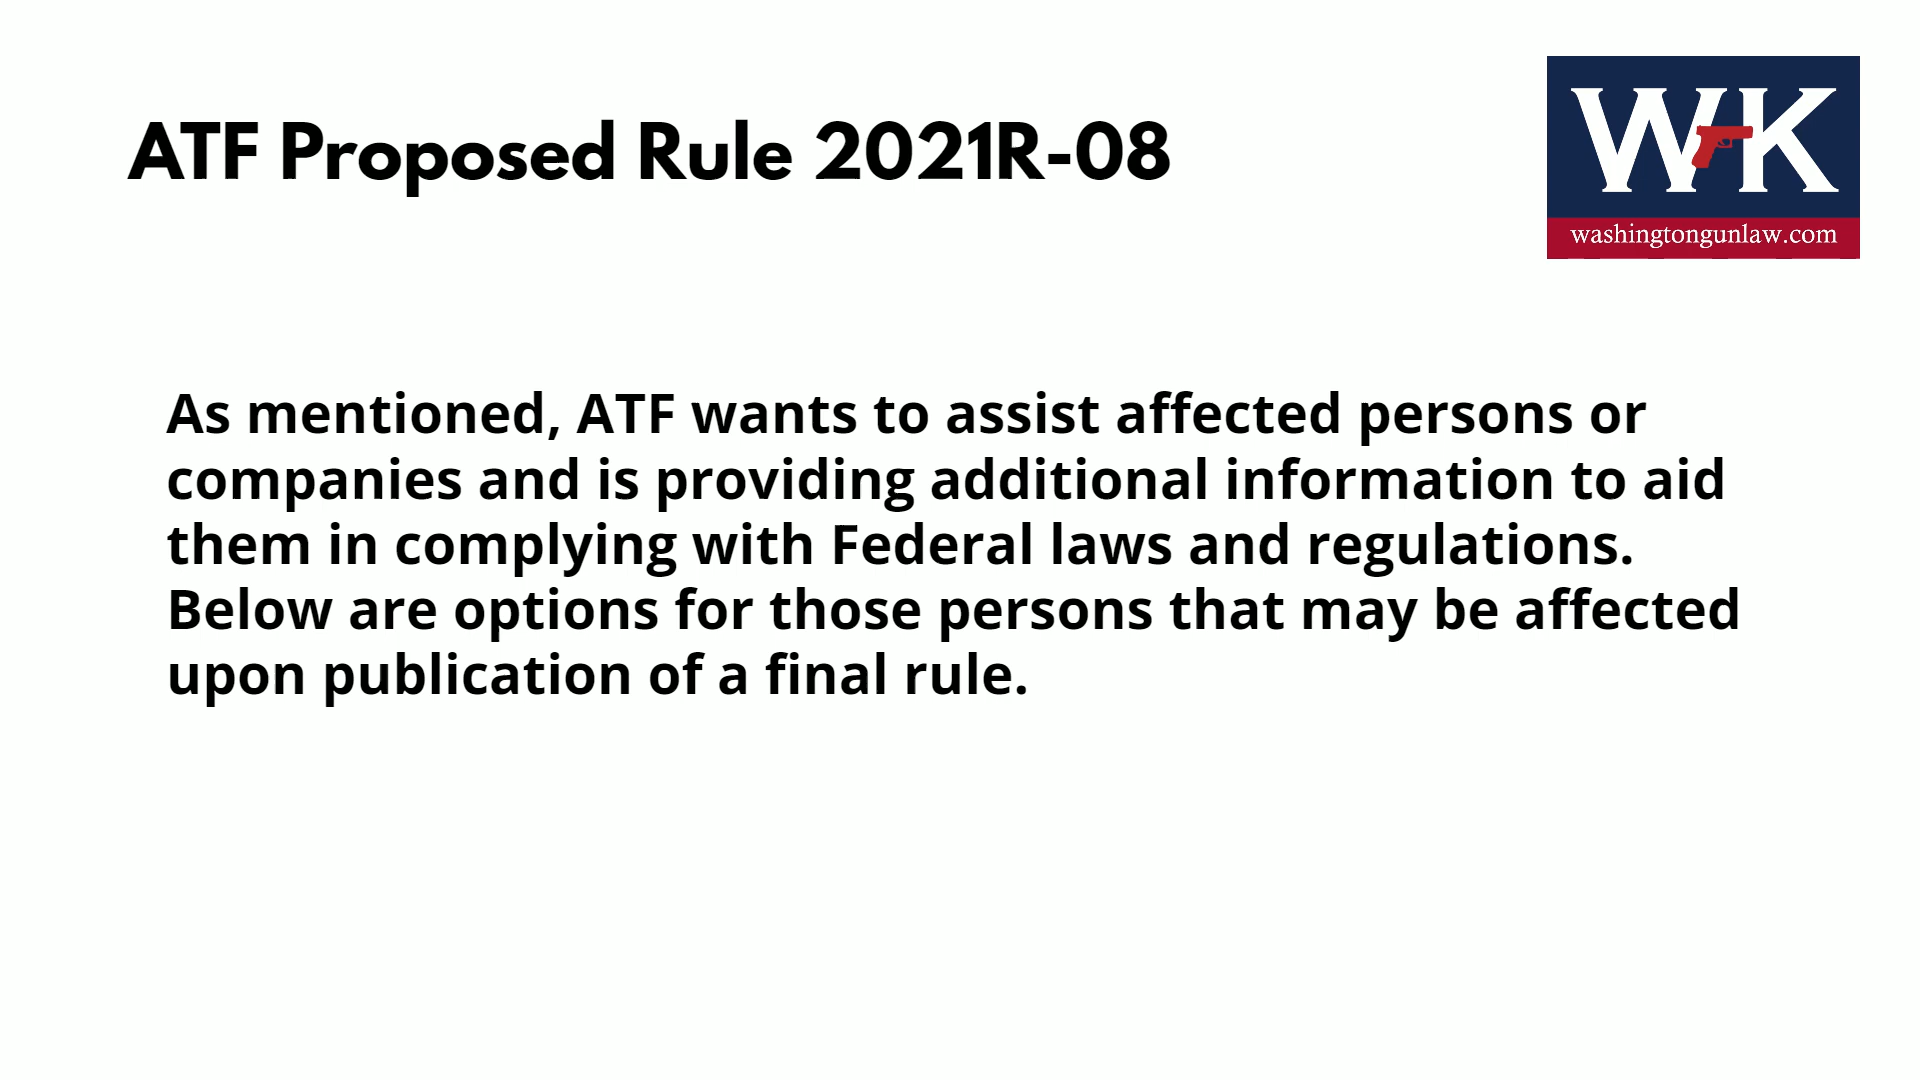 ATF Proposed Rule 2021R-08
WK
washingtongunlaw.com
As mentioned, ATF wants to assist affected persons or
companies and is providing additional information to aid
them in complying with Federal laws and regulations.
Below are options for those persons that may be affected
upon publication of a final rule.